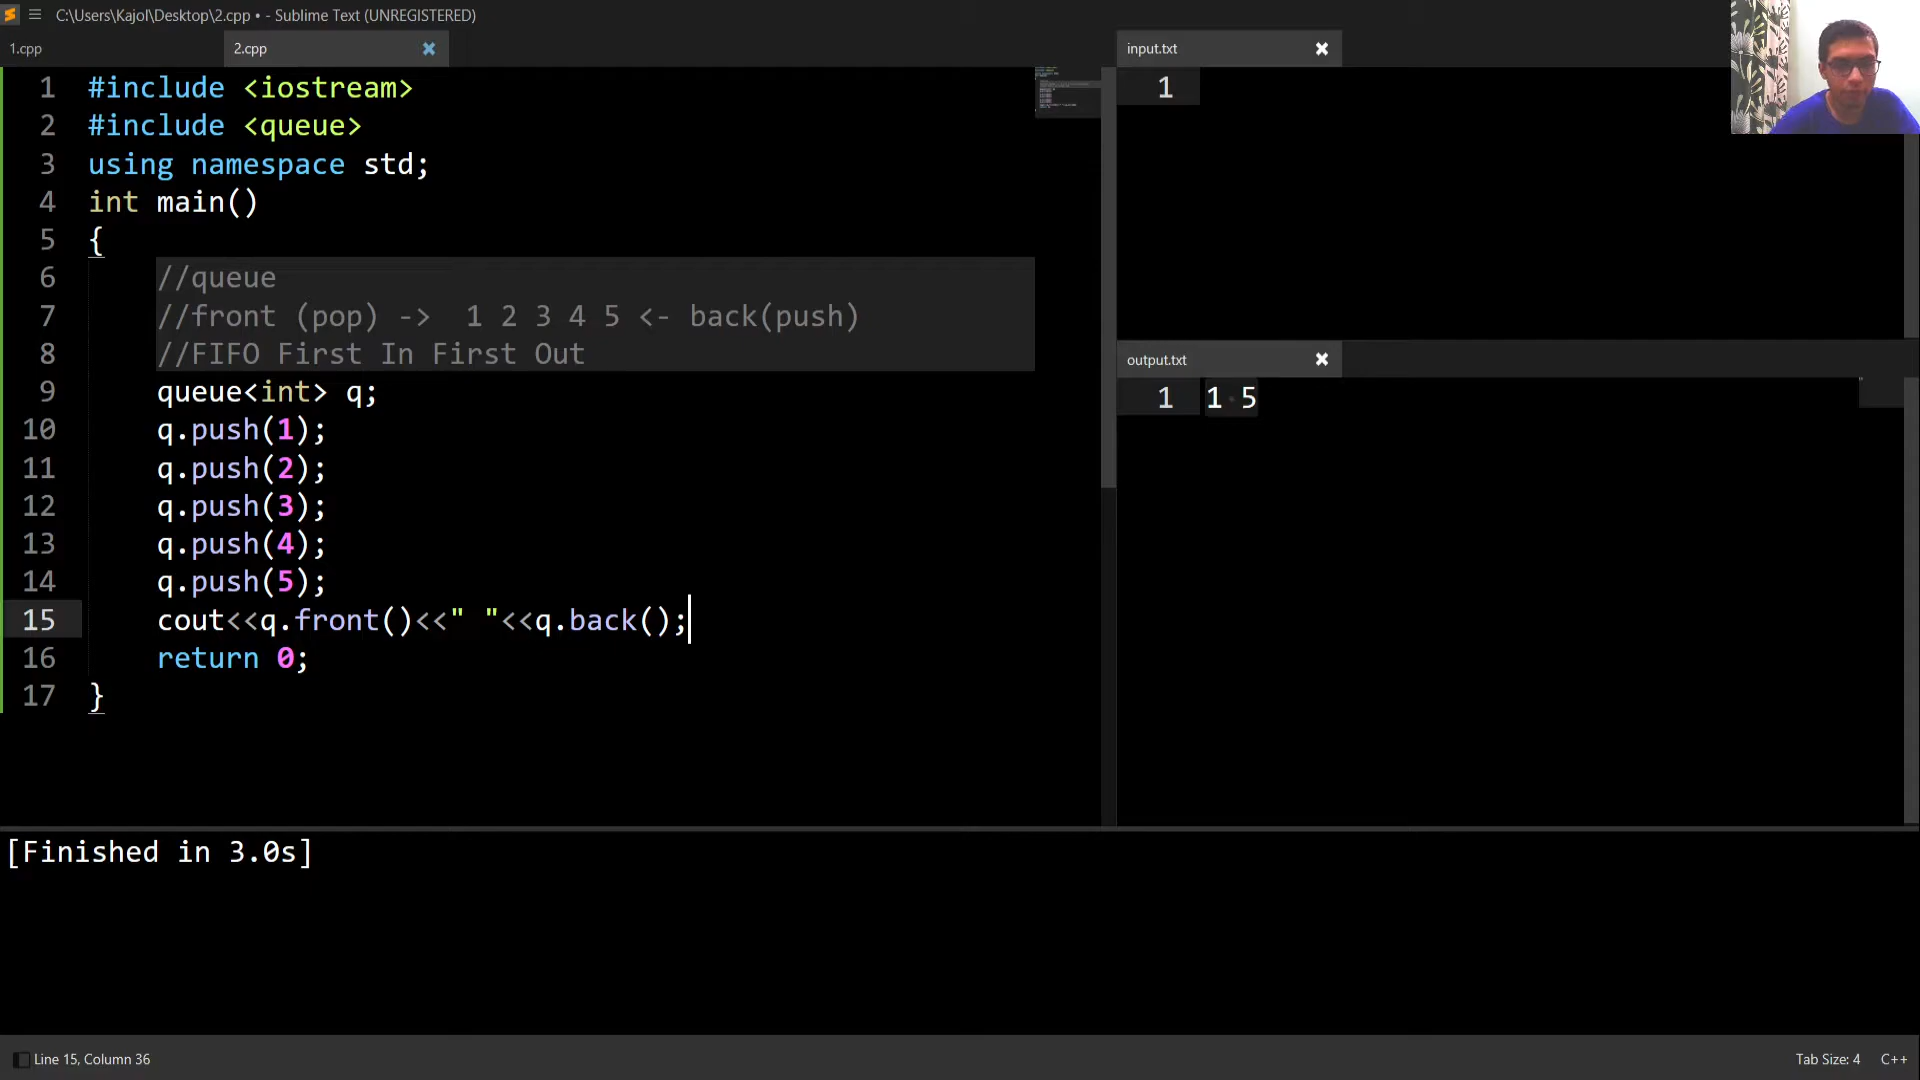 C:\Users\Kajol\Desktop\2.cpp • - Sublime Text (UNREGISTERED)
1.cpp
2.cpp
1 #include <iostream>
2 #include <queue>
3 using namespace std;
4 int main()
5 {
6 //queue
7 //front (pop) ->  1 2 3 4 5 <- back(push)
8 //FIFO First In First Out
9 queue<int> q;
10 q.push(1);
11 q.push(2);
12 q.push(3);
13 q.push(4);
14 q.push(5);
15 cout<<q.front()<<" "<<q.back();
16 return 0;
17 }
input.txt
1
output.txt
1 1 5
[Finished in 3.0s]
Line 15, Column 36
Tab Size: 4
C++